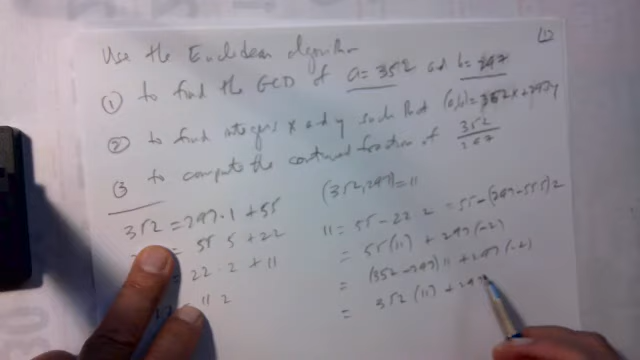 Use the Euclidean algorithm
① to find the GCD of a=352 and b=297
② to find integers x and y such that (a,b)=352x+297y
③ to compute the continued fraction of 352/297
(352,297)=11
352=297·1+55
= 55·5+22
= 22·2+11
11·2
11=55-22·2=55-(297-55·5)2
=55(11)+297(-2)
=(352-297)11+297(-2)
=352(11)+297